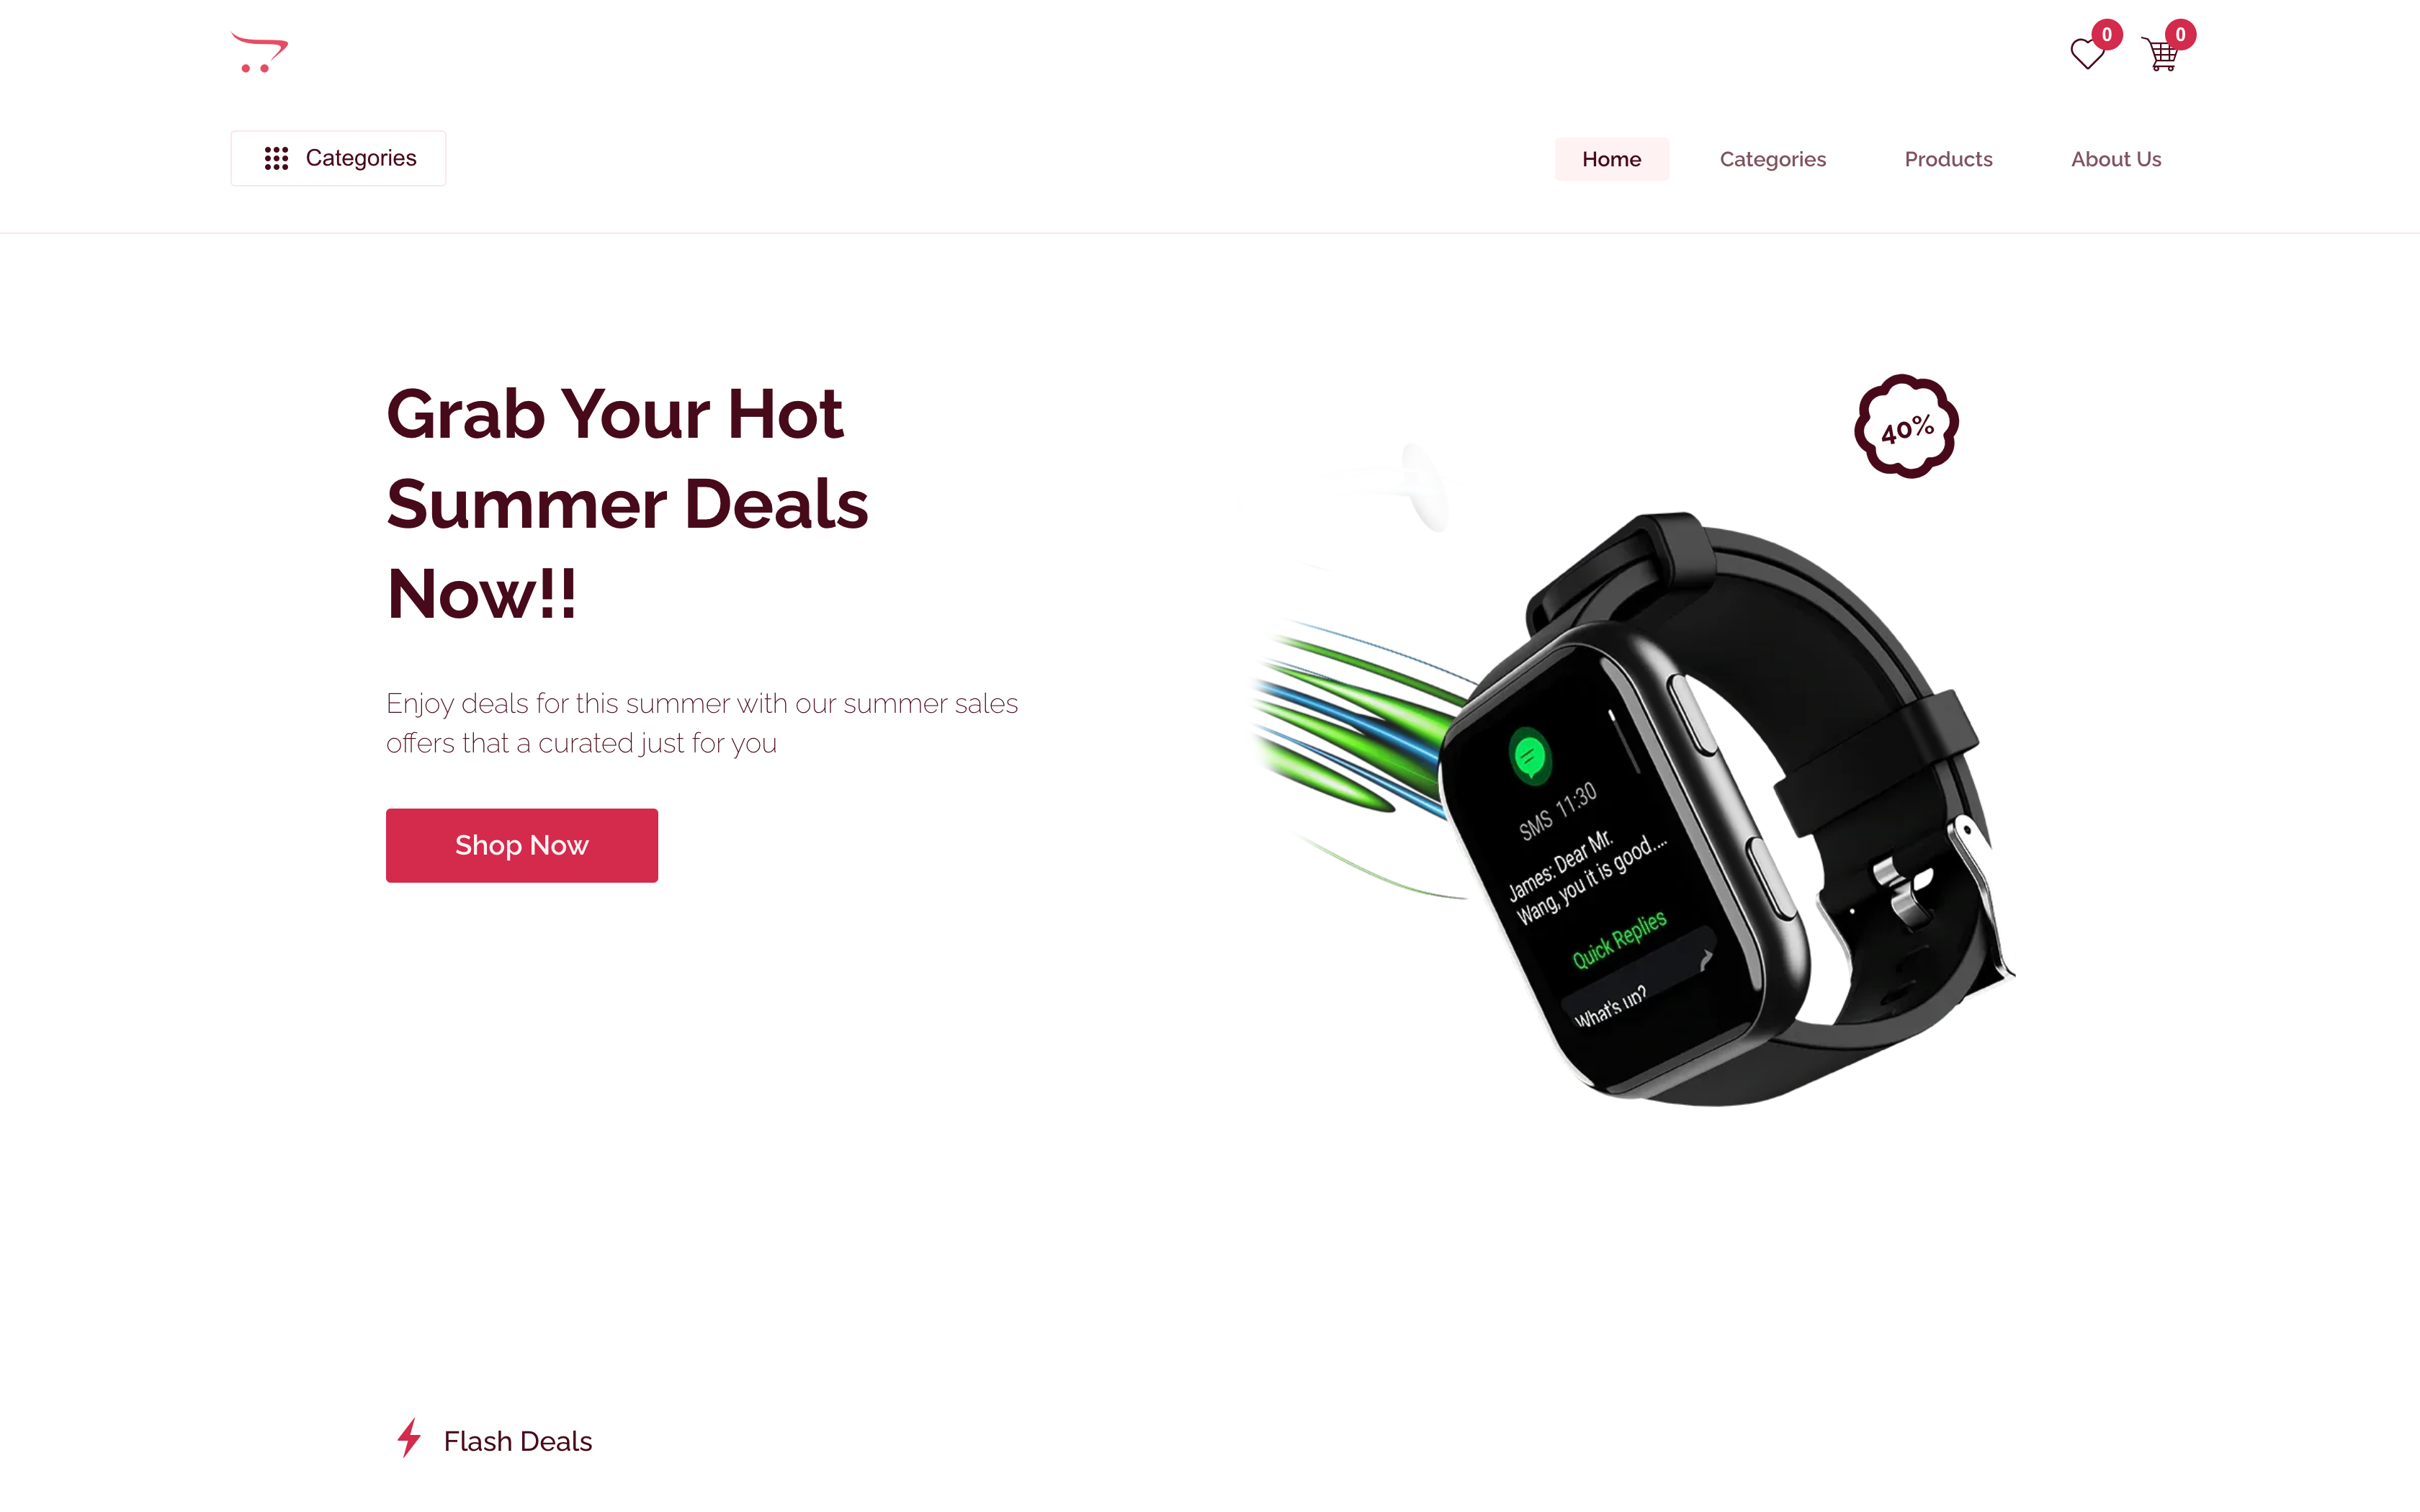 0
0
Categories
Home
Categories
Products
About Us
Grab Your Hot
Summer Deals
Now!!
Enjoy deals for this summer with our summer sales
offers that a curated just for you
Shop Now
40%
SMS 11:30
James: Dear Mr.
Wang, you it is good....
Quick Replies
What's up?
Flash Deals